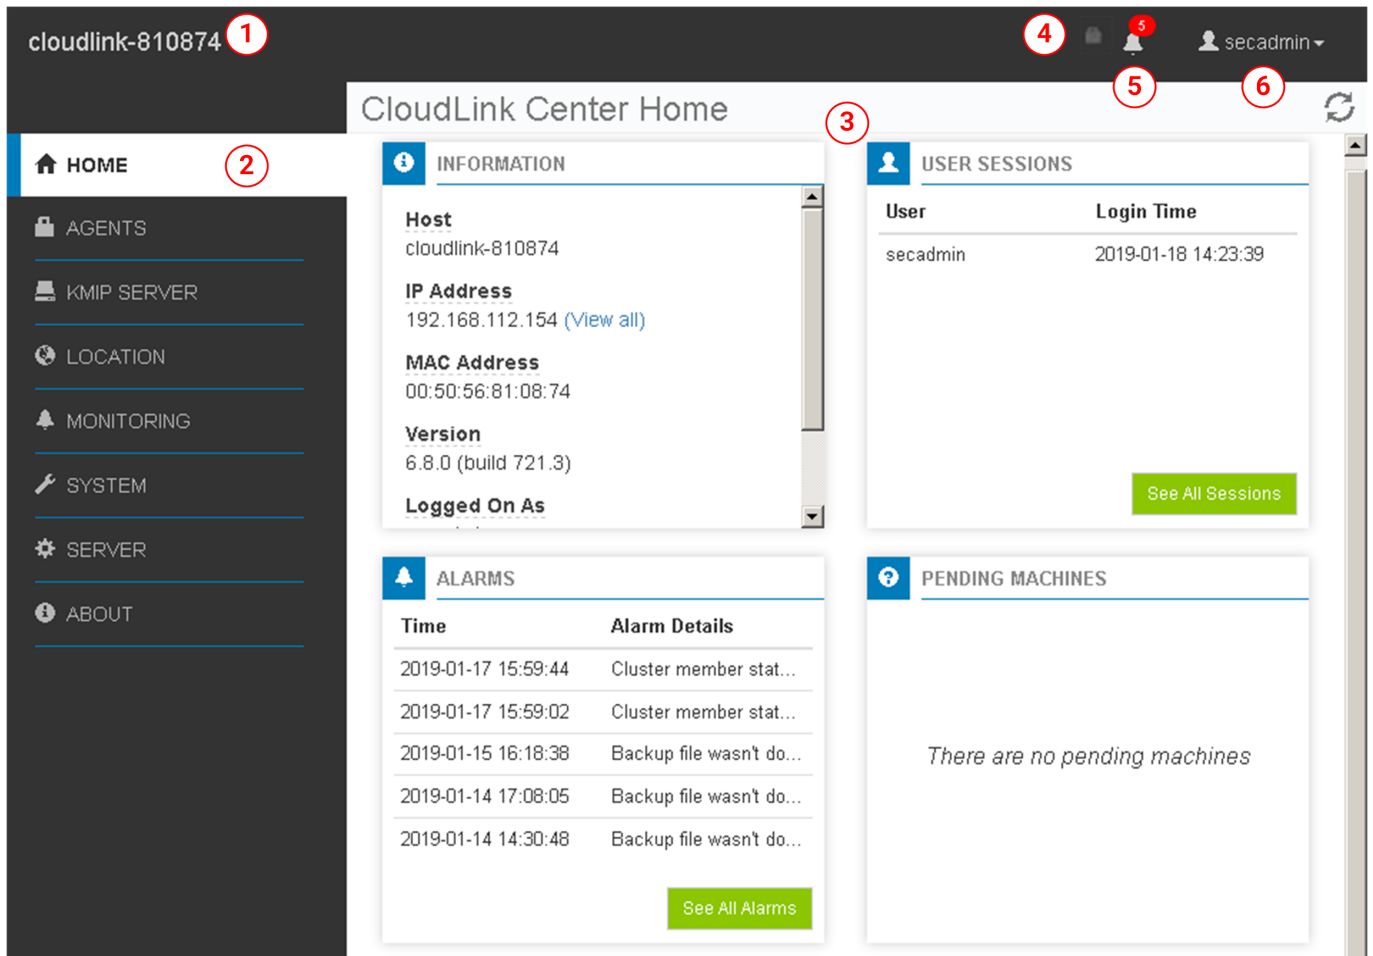 cloudlink-810874 1
4 5 secadmin
5 6
CloudLink Center Home
3
HOME 2
AGENTS
KMIP SERVER
LOCATION
MONITORING
SYSTEM
SERVER
ABOUT
INFORMATION
Host
cloudlink-810874
IP Address
192.168.112.154 (View all)
MAC Address
00:50:56:81:08:74
Version
6.8.0 (build 721.3)
Logged On As
USER SESSIONS
User Login Time
secadmin 2019-01-18 14:23:39
See All Sessions
ALARMS
Time Alarm Details
2019-01-17 15:59:44 Cluster member stat...
2019-01-17 15:59:02 Cluster member stat...
2019-01-15 16:18:38 Backup file wasn't do...
2019-01-14 17:08:05 Backup file wasn't do...
2019-01-14 14:30:48 Backup file wasn't do...
See All Alarms
PENDING MACHINES
There are no pending machines